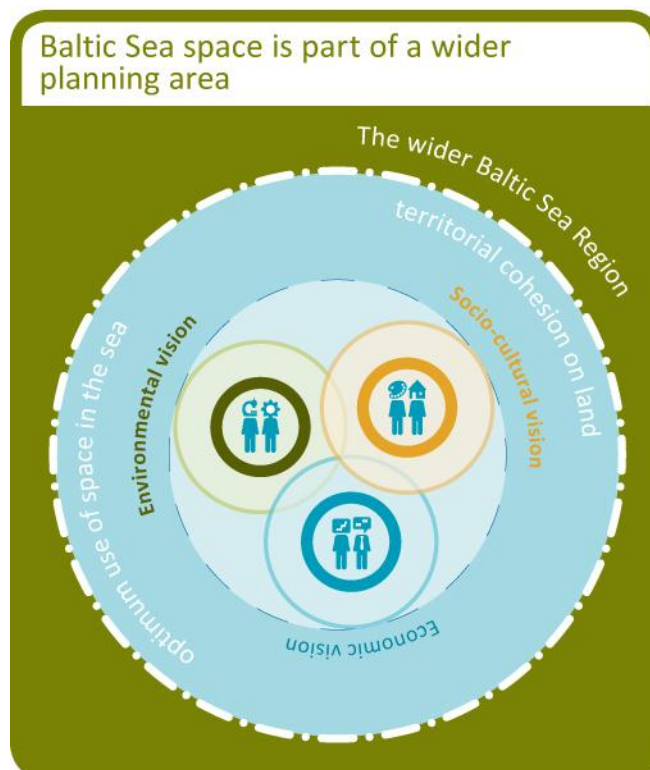 Baltic Sea space is part of a wider
planning area
The wider Baltic Sea Region
territorial cohesion on land
Socio-cultural vision
Environmental vision
optimum use of space in the sea
Economic vision